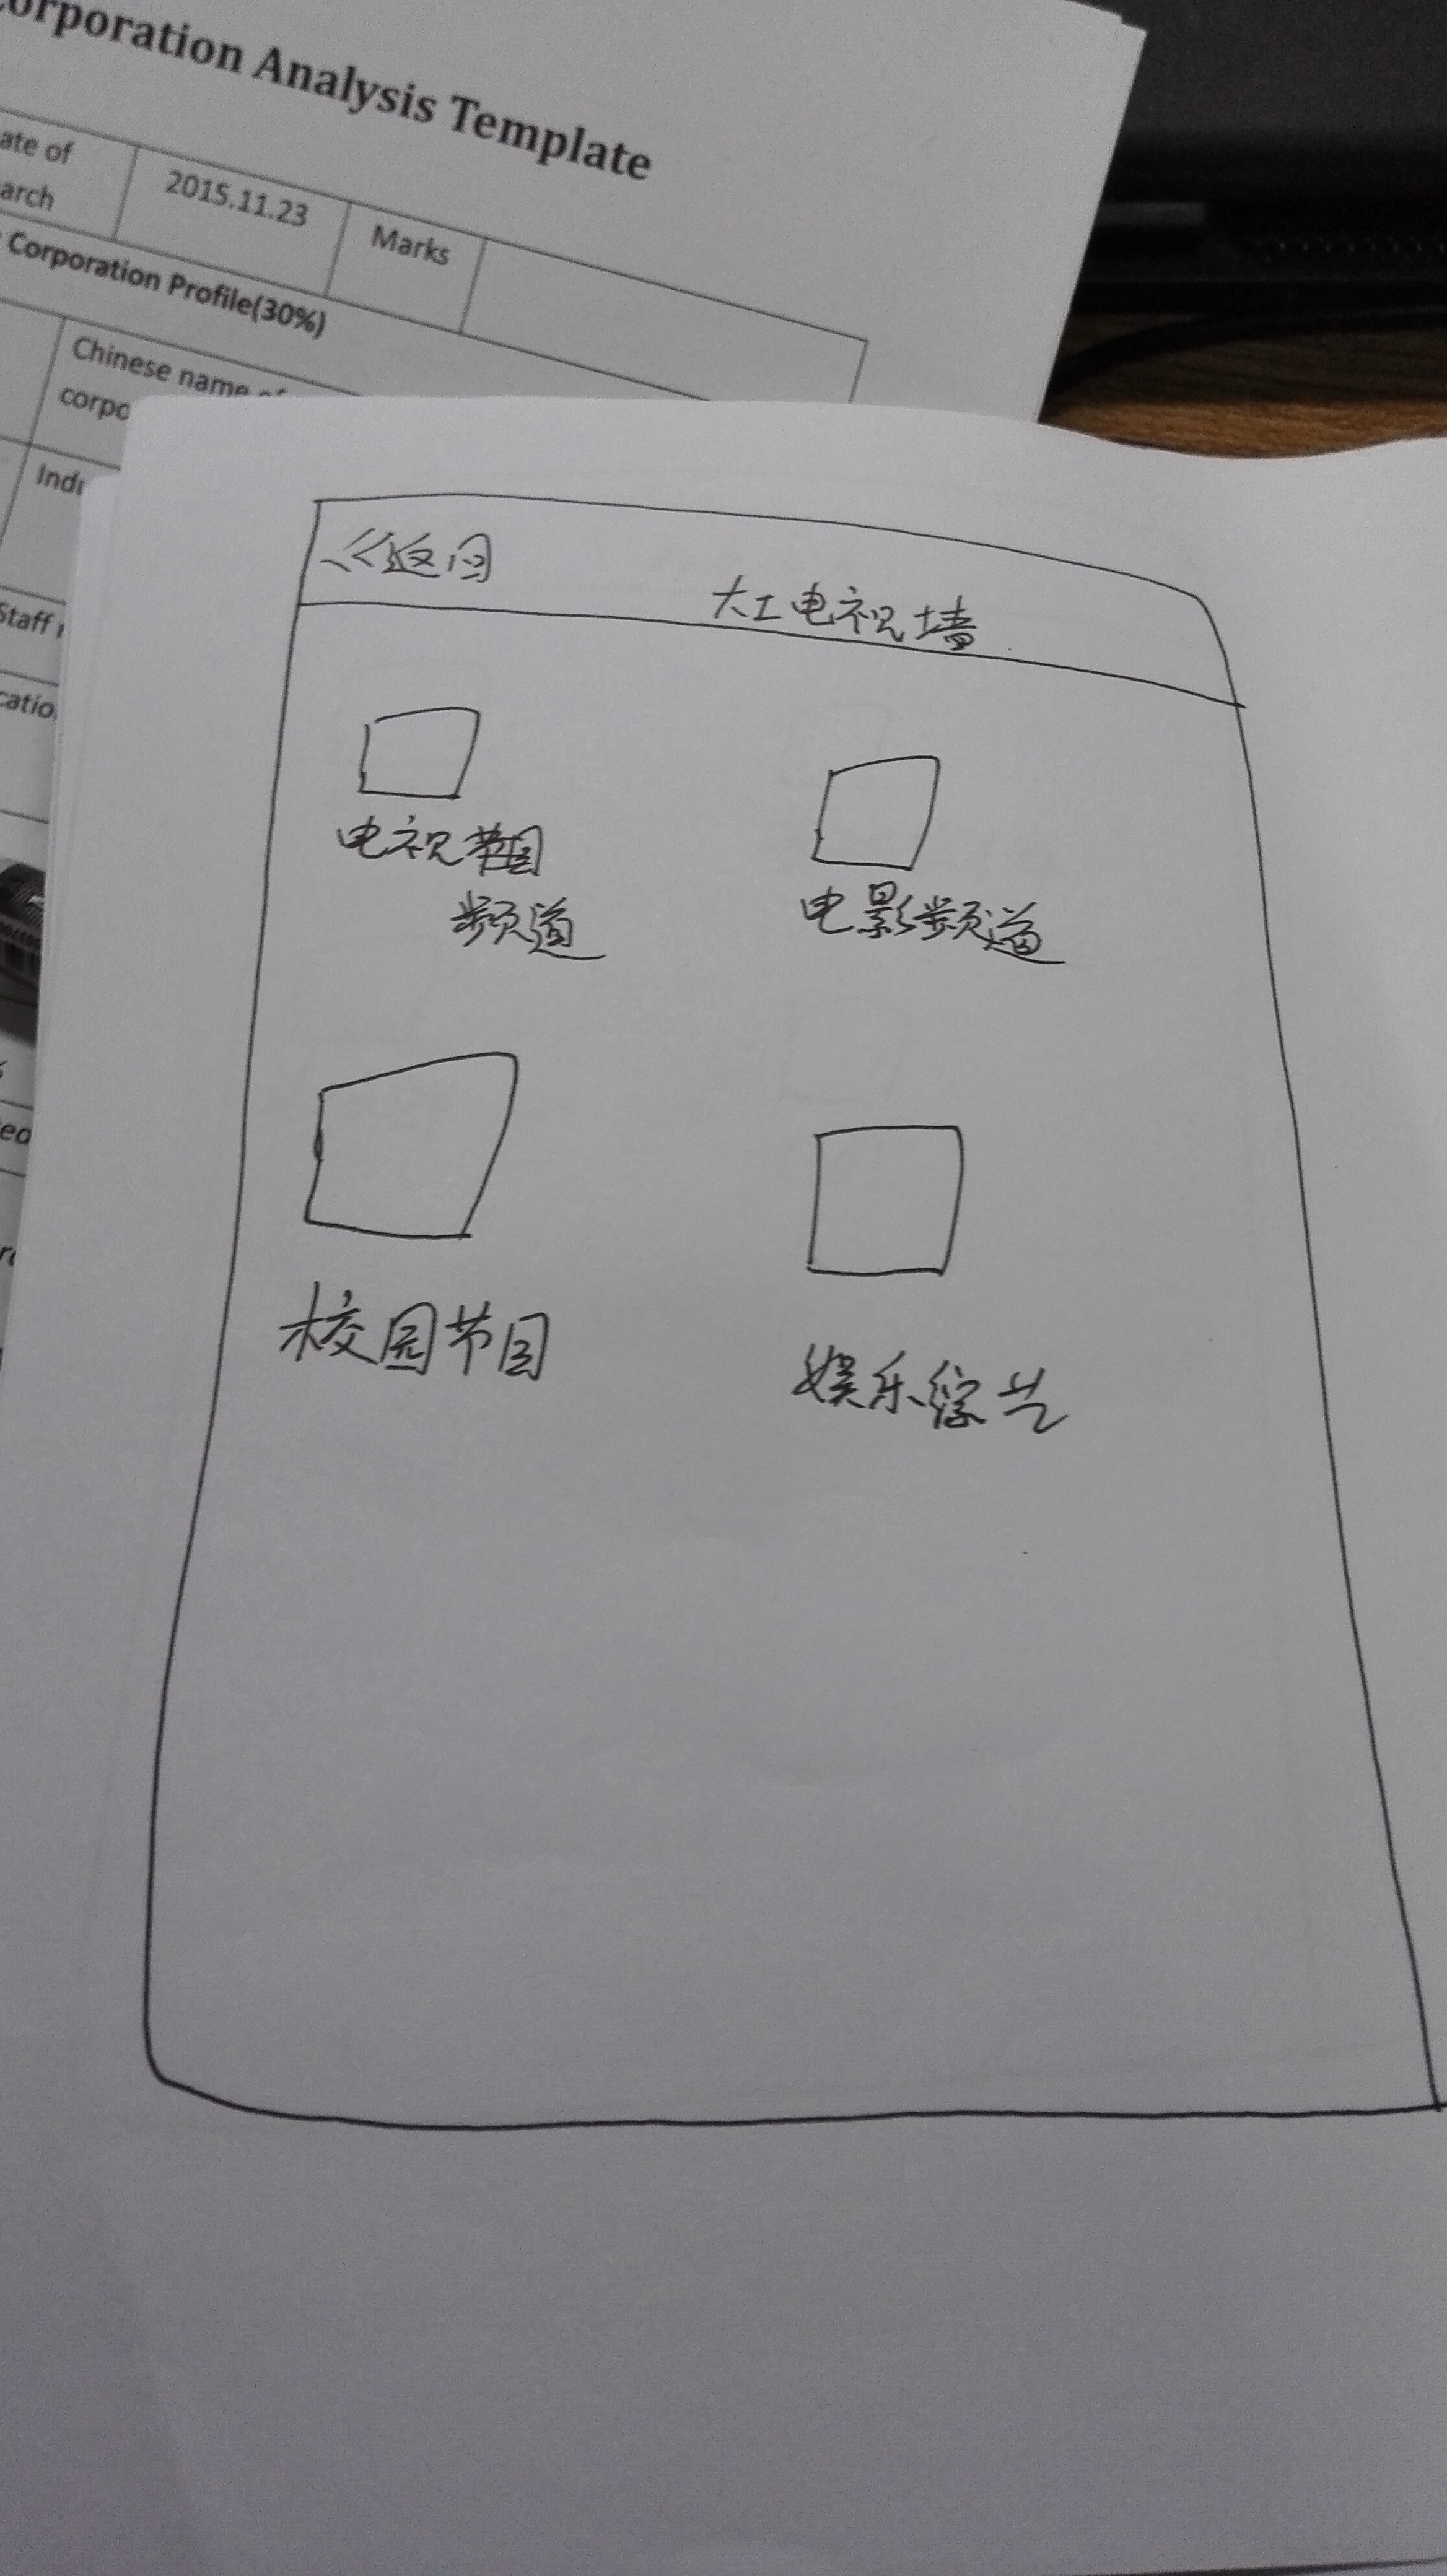 orporation Analysis Template
ate of
arch
2015.11.23
Marks
Corporation Profile(30%)
Chinese name of
corpo
Indu
Staff
catio
<<返回
大工电视墙
电视节目
频道
电影频道
校园节目
娱乐综艺